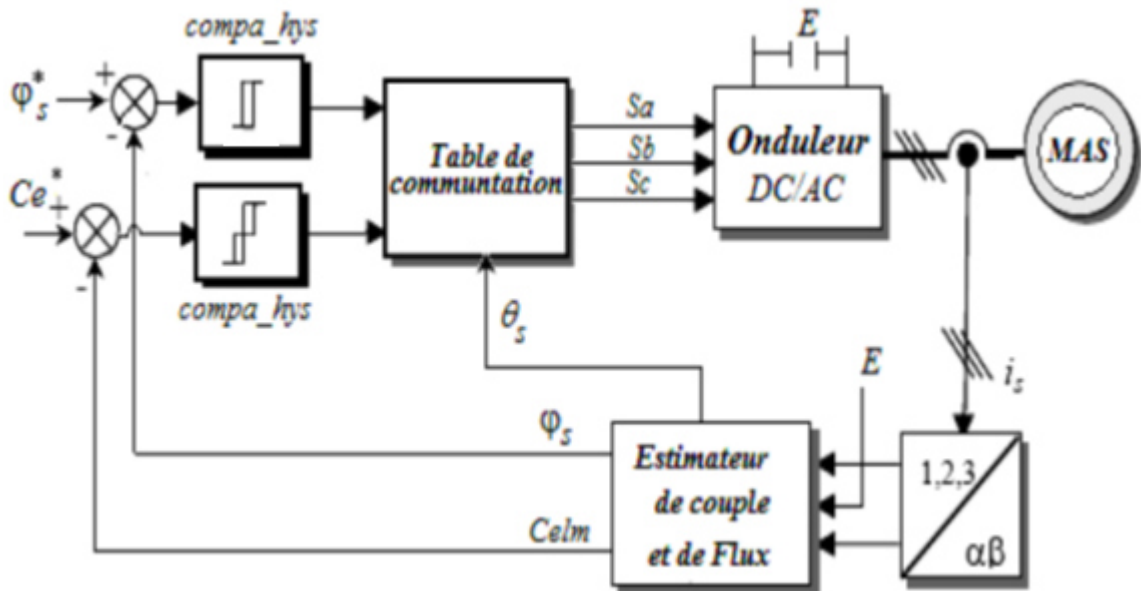 compa_hys
E
φs*
+
-
Table de
communtation
Sa
Sb
Sc
Onduleur
DC/AC
MAS
Ce*
+
-
compa_hys
θs
E
is
φs
Estimateur
de couple
et de Flux
1,2,3
αβ
Celm